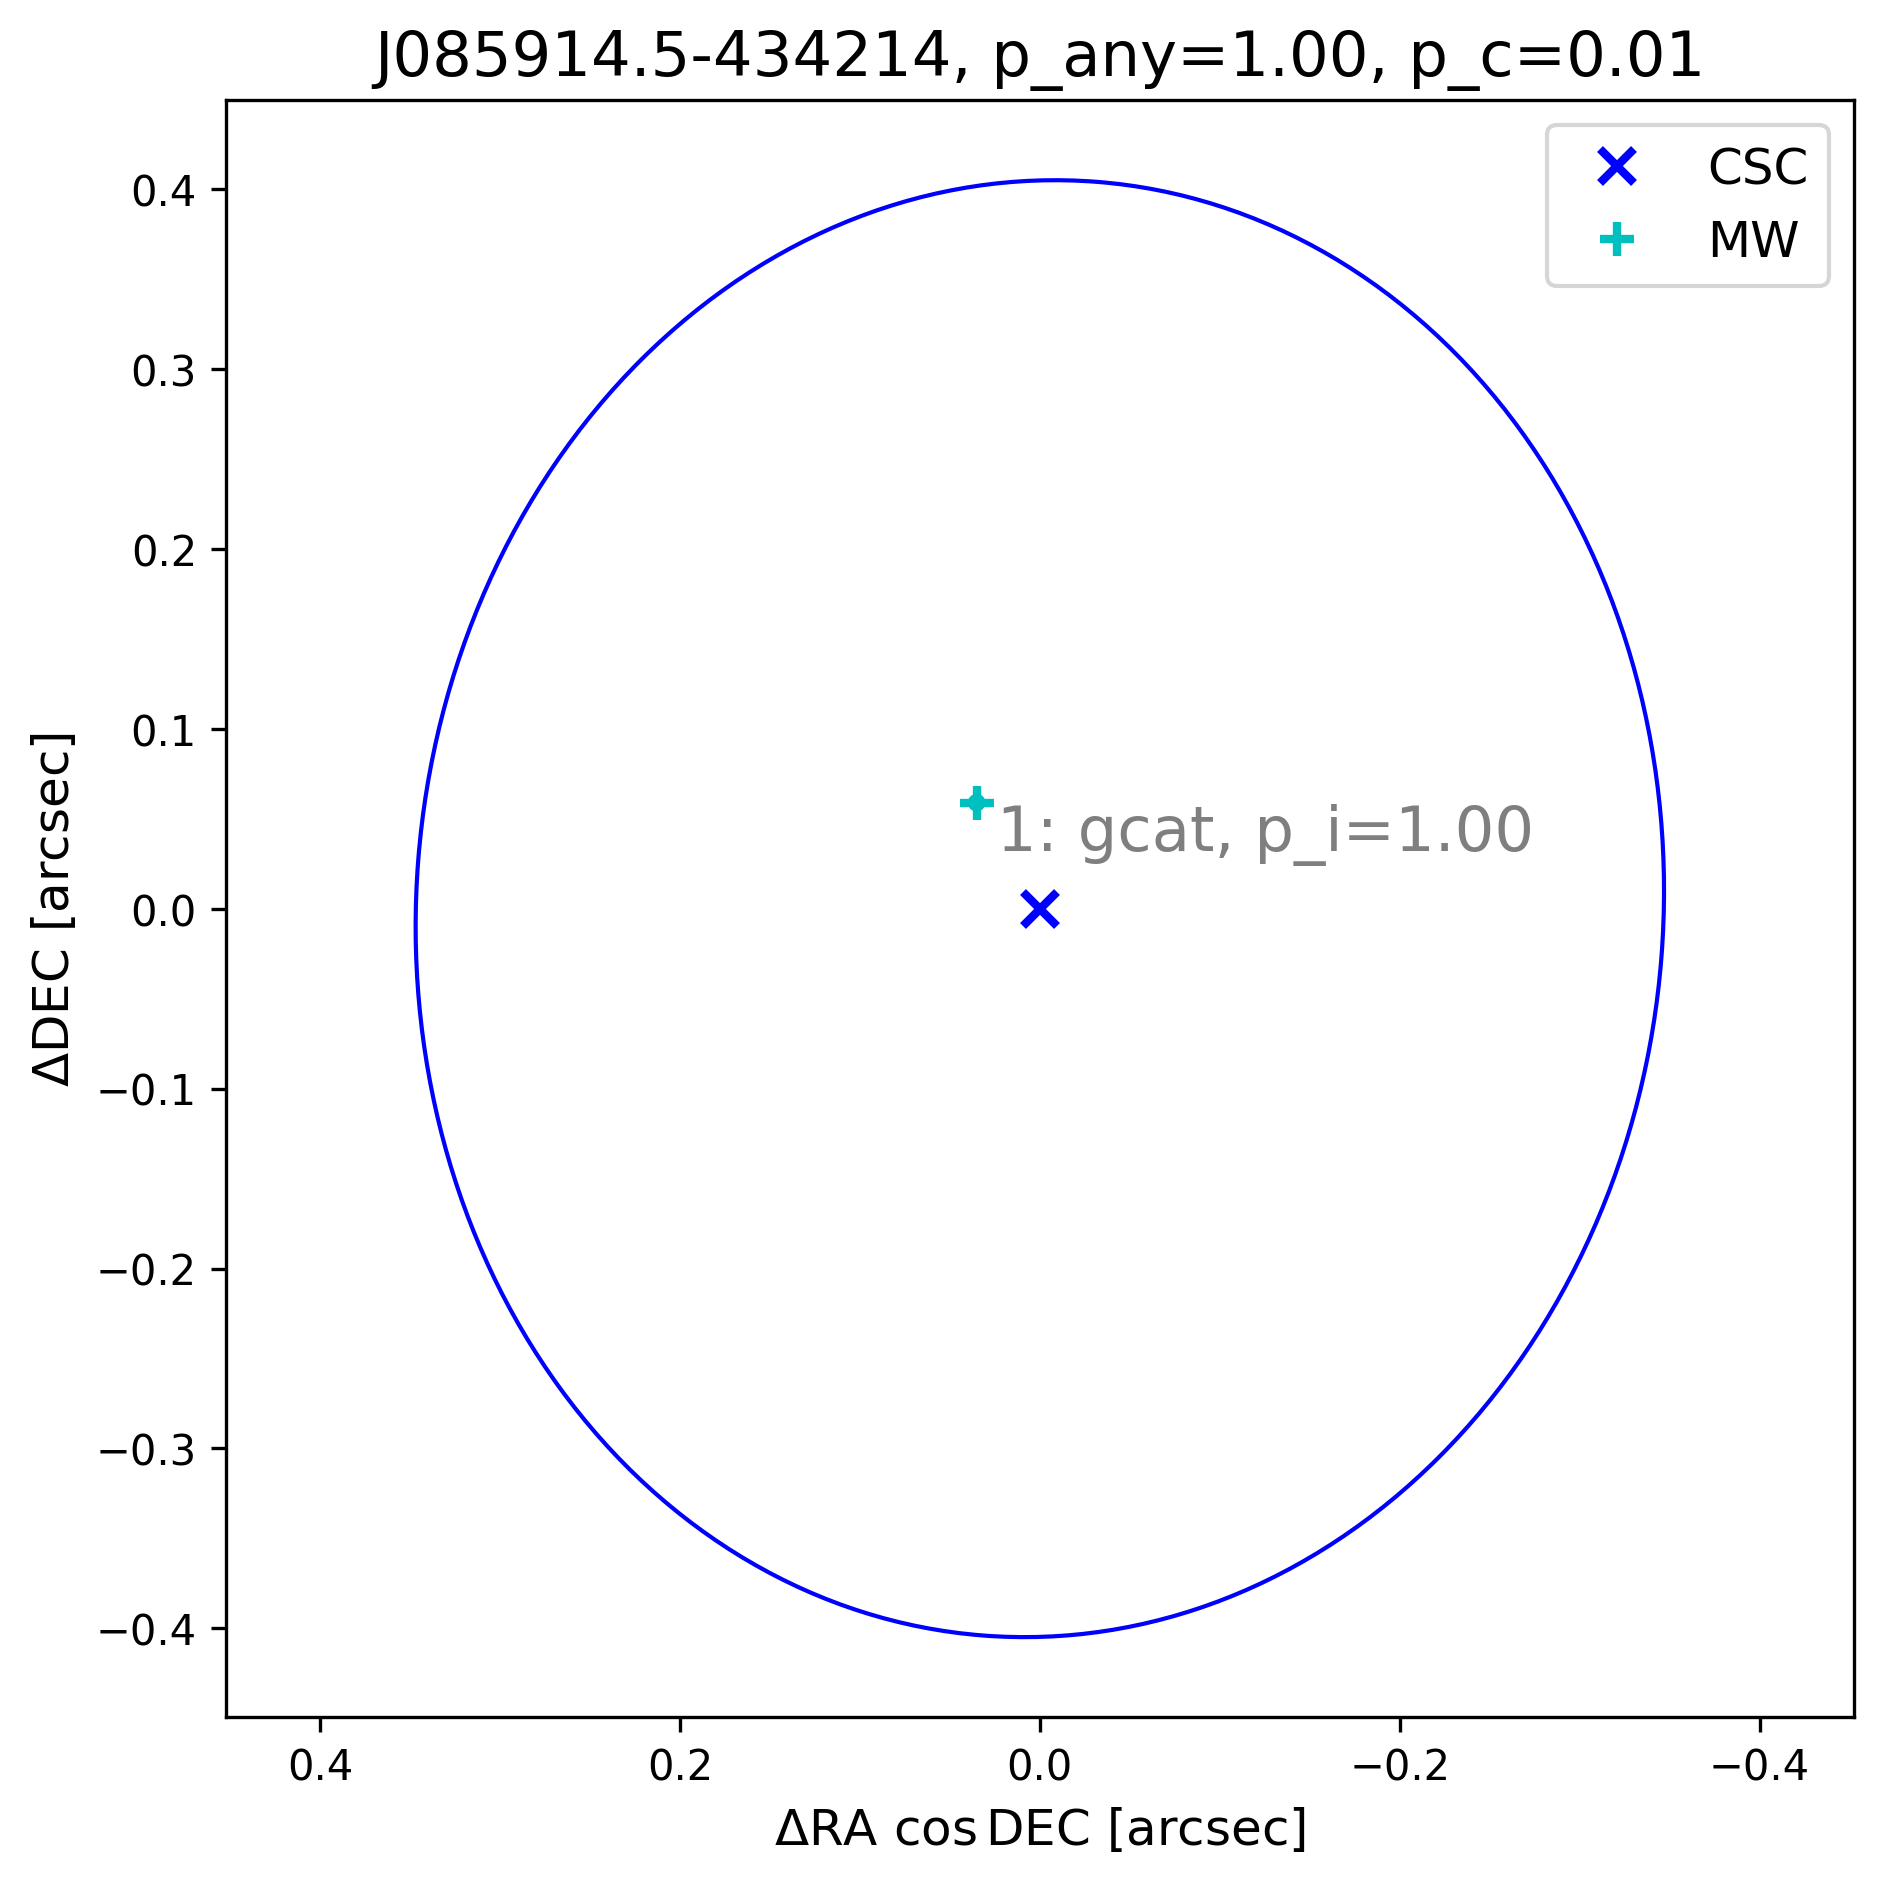 J085914.5-434214, p_any=1.00, p_c=0.01
CSC
MW
0.4
0.3
0.2
0.1
0.0
−0.1
−0.2
−0.3
−0.4
ΔDEC [arcsec]
1: gcat, p_i=1.00
0.4 0.2 0.0 −0.2 −0.4
ΔRA cos DEC [arcsec]